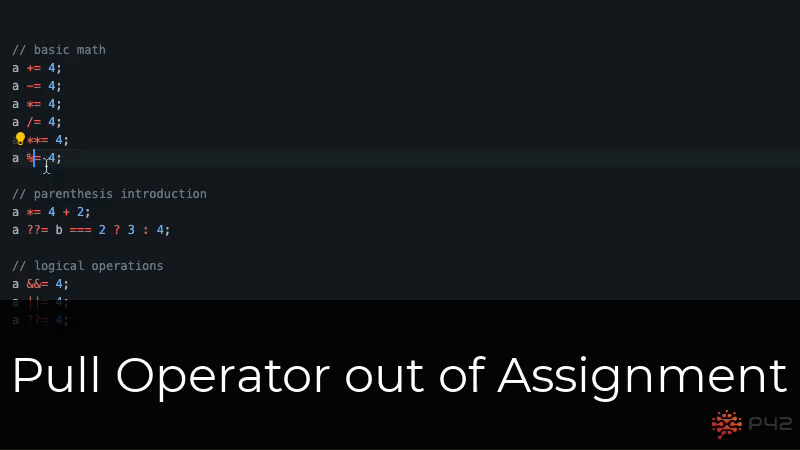 // basic math
a += 4;
a -= 4;
a *= 4;
a /= 4;
a **= 4;
a %= 4;
// parenthesis introduction
a *= 4 + 2;
a ??= b === 2 ? 3 : 4;
// logical operations
a &&= 4;
a ||= 4;
a ??= 4;
Pull Operator out of Assignment
P42